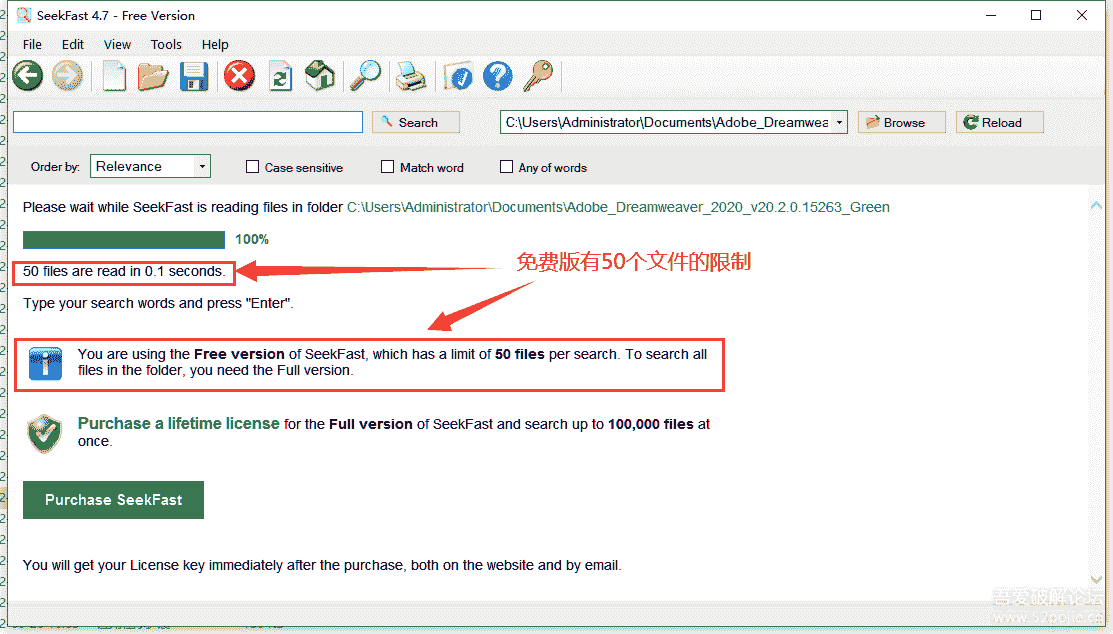 SeekFast 4.7 - Free Version
File Edit View Tools Help
Search C:\Users\Administrator\Documents\Adobe_Dreamwea Browse Reload
Order by: Relevance Case sensitive Match word Any of words
Please wait while SeekFast is reading files in folder C:\Users\Administrator\Documents\Adobe_Dreamweaver_2020_v20.2.0.15263_Green
100%
免费版有50个文件的限制
50 files are read in 0.1 seconds.
Type your search words and press "Enter".
You are using the Free version of SeekFast, which has a limit of 50 files per search. To search all
files in the folder, you need the Full version.
Purchase a lifetime license for the Full version of SeekFast and search up to 100,000 files at
once.
Purchase SeekFast
You will get your License key immediately after the purchase, both on the website and by email.
吾爱破解论坛
www.52pojie.cn